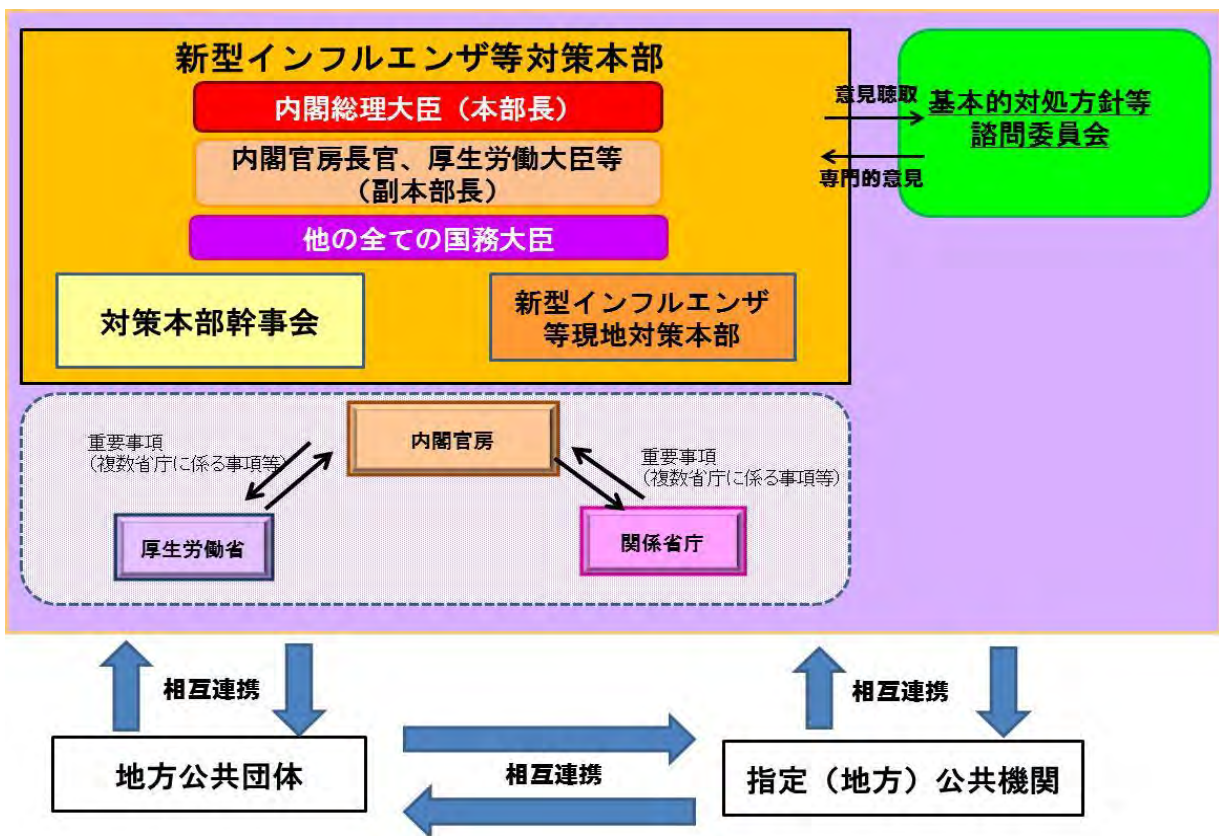 新型インフルエンザ等対策本部
内閣総理大臣（本部長）
内閣官房長官、厚生労働大臣等
（副本部長）
他の全ての国務大臣
対策本部幹事会
新型インフルエンザ
等現地対策本部
意見聴取
専門的意見
基本的対処方針等
諮問委員会
内閣官房
重要事項
（複数省庁に係る事項等）
重要事項
（複数省庁に係る事項等）
厚生労働省
関係省庁
相互連携
相互連携
地方公共団体
相互連携
指定（地方）公共機関